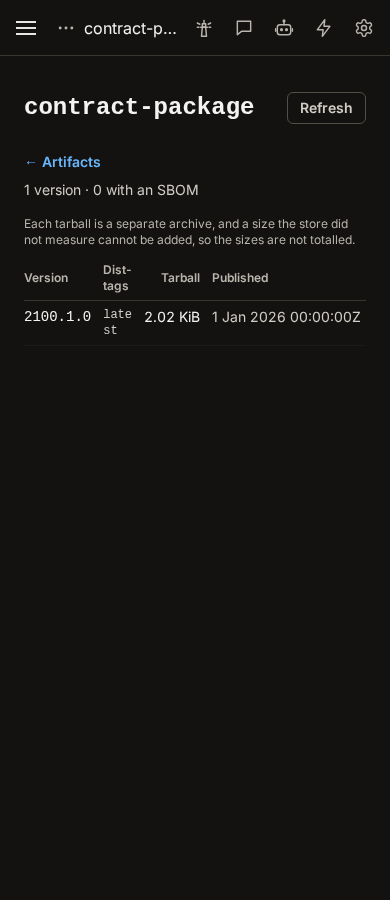 contract-p...
contract-package
Refresh
← Artifacts
1 version · 0 with an SBOM
Each tarball is a separate archive, and a size the store did
not measure cannot be added, so the sizes are not totalled.
Version Dist-tags Tarball Published
2100.1.0 latest 2.02 KiB 1 Jan 2026 00:00:00Z